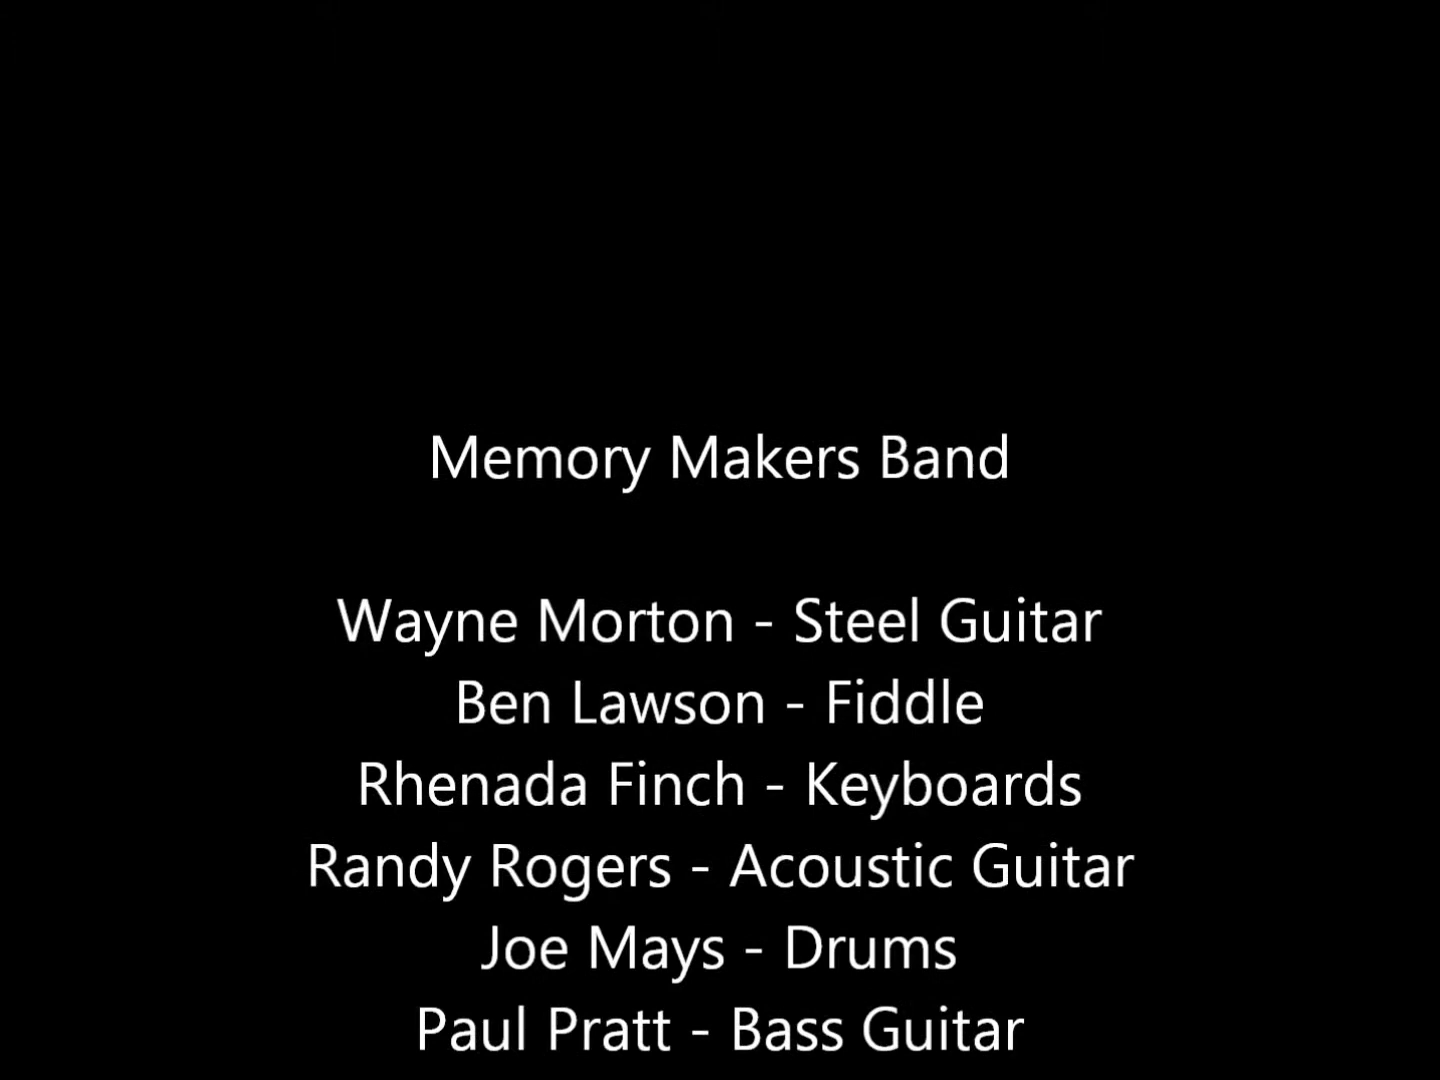 Memory Makers Band
Wayne Morton - Steel Guitar
Ben Lawson - Fiddle
Rhenada Finch - Keyboards
Randy Rogers - Acoustic Guitar
Joe Mays - Drums
Paul Pratt - Bass Guitar